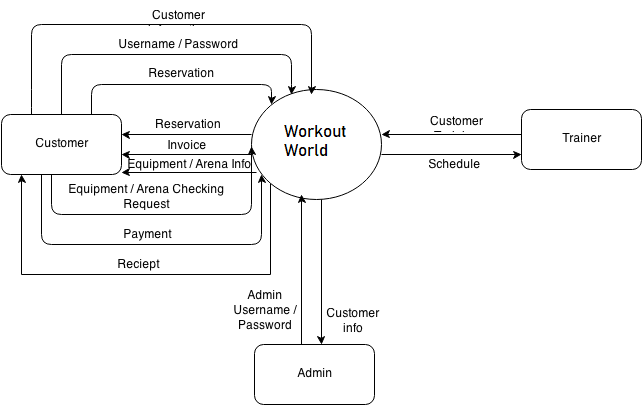 Customer
Username / Password
Reservation
Reservation
Invoice
Equipment / Arena Info
Equipment / Arena Checking
Request
Payment
Reciept
Customer
Workout
World
Customer
Schedule
Trainer
Admin
Username /
Password
Customer
info
Admin